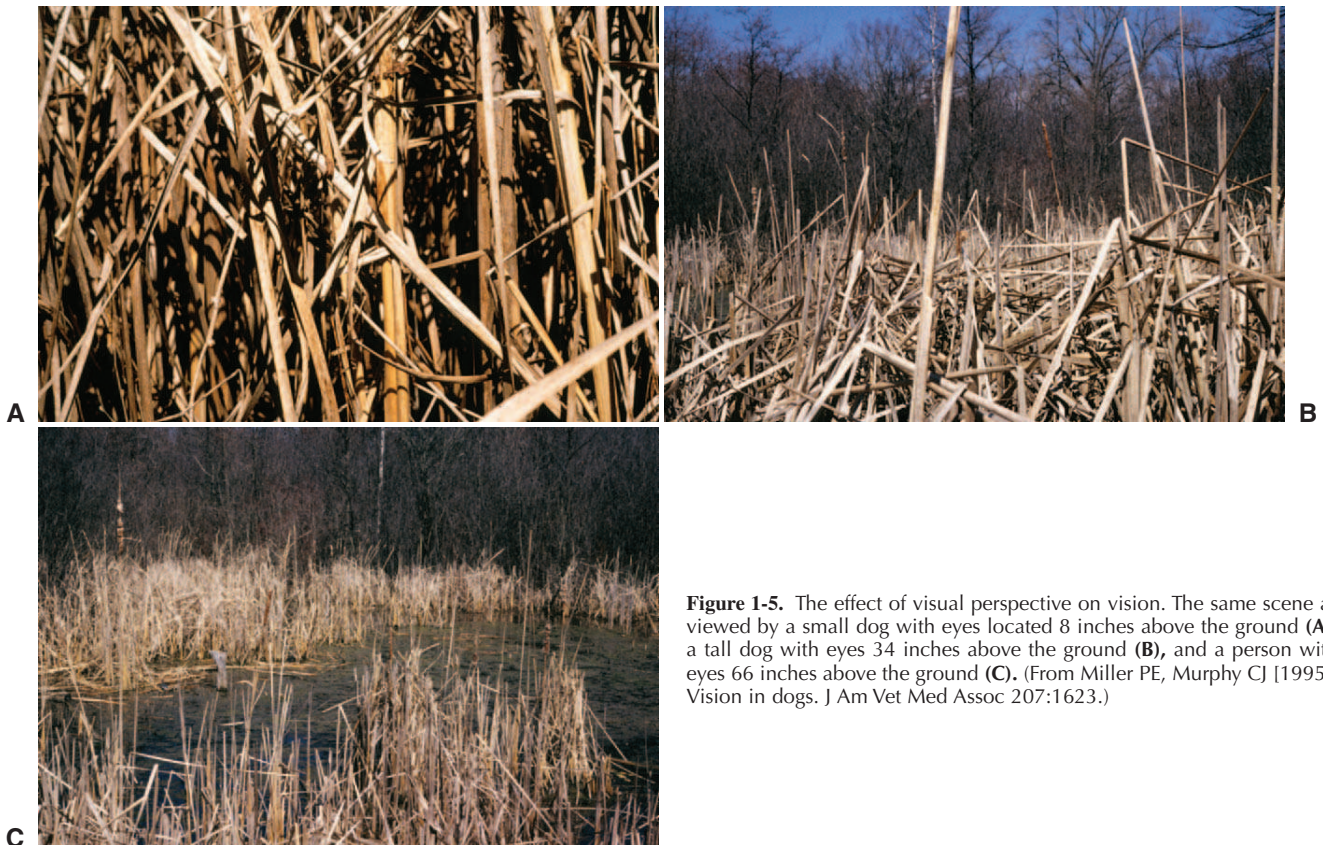 A
B
C
Figure 1-5. The effect of visual perspective on vision. The same scene a
viewed by a small dog with eyes located 8 inches above the ground (A
a tall dog with eyes 34 inches above the ground (B), and a person wit
eyes 66 inches above the ground (C). (From Miller PE, Murphy CJ [1995
Vision in dogs. J Am Vet Med Assoc 207:1623.)